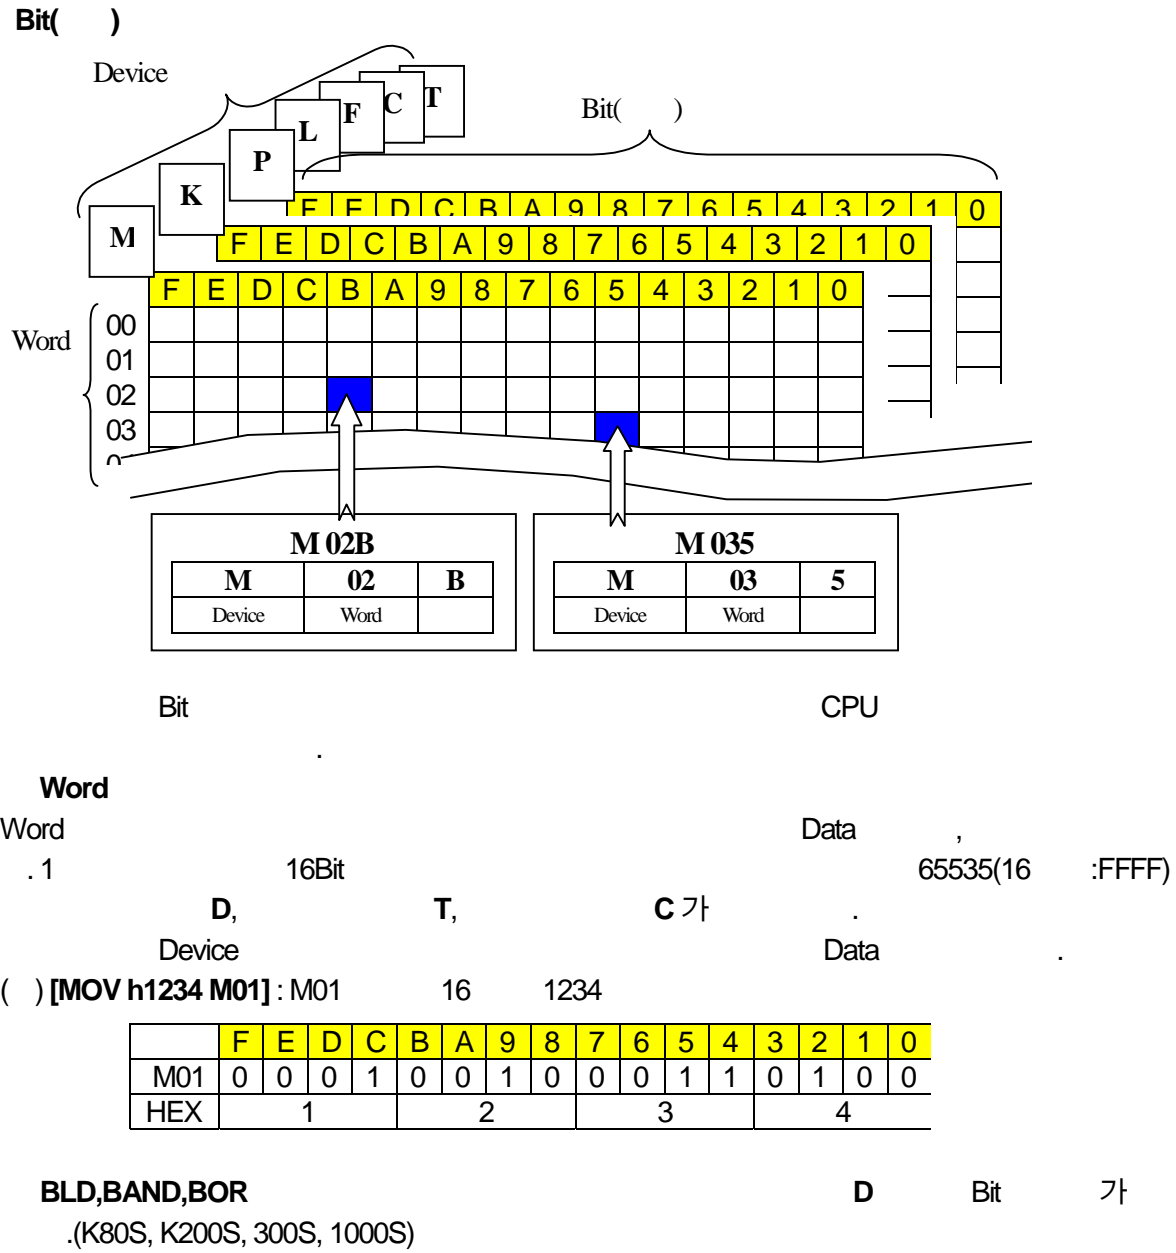 Bit( )
Device
Bit( )
M K P L F C T
F E D C B A 9 8 7 6 5 4 3 2 1 0
F E D C B A 9 8 7 6 5 4 3 2 1 0
F E D C B A 9 8 7 6 5 4 3 2 1 0
Word
00
01
02
03
M 02B
M 02 B
Device Word
M 035
M 03 5
Device Word
Bit CPU
.
Word
Word Data ,
. 1 16Bit 65535(16 :FFFF)
D, T, C 가 .
Device Data .
( ) [MOV h1234 M01] : M01 16 1234
F E D C B A 9 8 7 6 5 4 3 2 1 0
M01 0 0 0 1 0 0 1 0 0 0 1 1 0 1 0 0
HEX 1 2 3 4
BLD,BAND,BOR D Bit 가
.(K80S, K200S, 300S, 1000S)